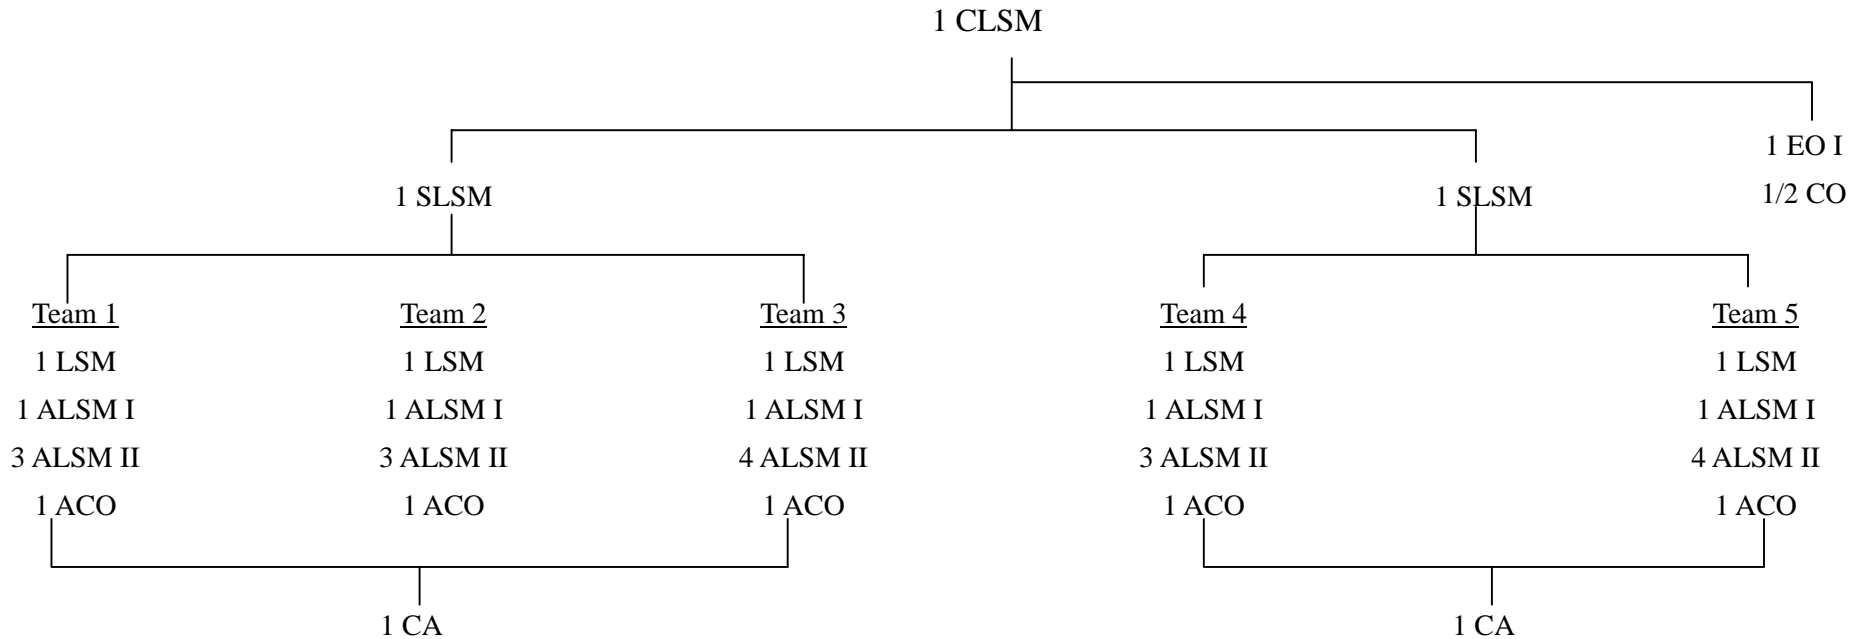 1 CLSM
1 EO I
1/2 CO
1 SLSM
1 SLSM
Team 1
1 LSM
1 ALSM I
3 ALSM II
1 ACO
Team 2
1 LSM
1 ALSM I
3 ALSM II
1 ACO
Team 3
1 LSM
1 ALSM I
4 ALSM II
1 ACO
Team 4
1 LSM
1 ALSM I
3 ALSM II
1 ACO
Team 5
1 LSM
1 ALSM I
4 ALSM II
1 ACO
1 CA
1 CA